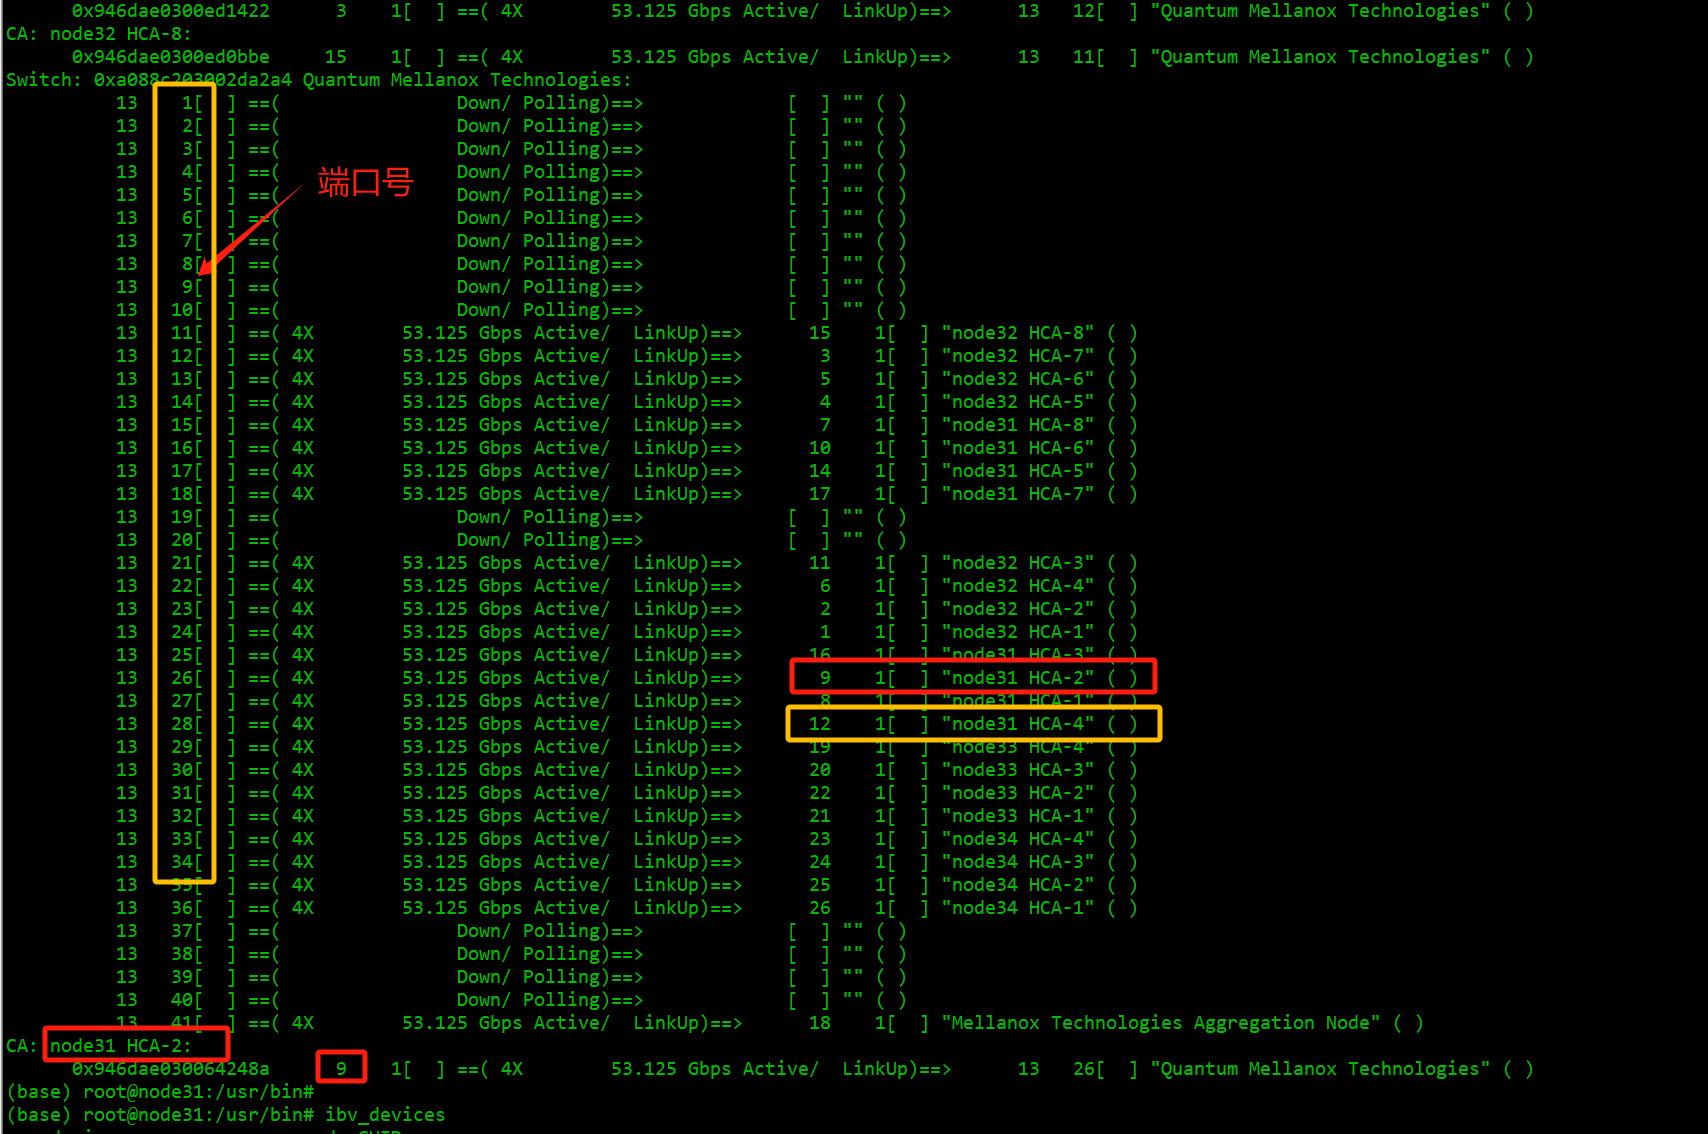 0x946dae0300ed1422 3 1[ ] ==( 4X 53.125 Gbps Active/ LinkUp)==> 13 12[ ] "Quantum Mellanox Technologies" ( )
CA: node32 HCA-8:
0x946dae0300ed0bbe 15 1[ ] ==( 4X 53.125 Gbps Active/ LinkUp)==> 13 11[ ] "Quantum Mellanox Technologies" ( )
Switch: 0xa088c203002da2a4 Quantum Mellanox Technologies:
13 1[ ] ==( Down/ Polling)==> [ ] "" ( )
13 2[ ] ==( Down/ Polling)==> [ ] "" ( )
13 3[ ] ==( Down/ Polling)==> [ ] "" ( )
13 4[ ] ==( Down/ Polling)==> [ ] "" ( )
端口号
13 5[ ] ==( Down/ Polling)==> [ ] "" ( )
13 6[ ] ==( Down/ Polling)==> [ ] "" ( )
13 7[ ] ==( Down/ Polling)==> [ ] "" ( )
13 8[ ] ==( Down/ Polling)==> [ ] "" ( )
13 9[ ] ==( Down/ Polling)==> [ ] "" ( )
13 10[ ] ==( Down/ Polling)==> [ ] "" ( )
13 11[ ] ==( 4X 53.125 Gbps Active/ LinkUp)==> 15 1[ ] "node32 HCA-8" ( )
13 12[ ] ==( 4X 53.125 Gbps Active/ LinkUp)==> 3 1[ ] "node32 HCA-7" ( )
13 13[ ] ==( 4X 53.125 Gbps Active/ LinkUp)==> 5 1[ ] "node32 HCA-6" ( )
13 14[ ] ==( 4X 53.125 Gbps Active/ LinkUp)==> 4 1[ ] "node32 HCA-5" ( )
13 15[ ] ==( 4X 53.125 Gbps Active/ LinkUp)==> 7 1[ ] "node31 HCA-8" ( )
13 16[ ] ==( 4X 53.125 Gbps Active/ LinkUp)==> 10 1[ ] "node31 HCA-6" ( )
13 17[ ] ==( 4X 53.125 Gbps Active/ LinkUp)==> 14 1[ ] "node31 HCA-5" ( )
13 18[ ] ==( 4X 53.125 Gbps Active/ LinkUp)==> 17 1[ ] "node31 HCA-7" ( )
13 19[ ] ==( Down/ Polling)==> [ ] "" ( )
13 20[ ] ==( Down/ Polling)==> [ ] "" ( )
13 21[ ] ==( 4X 53.125 Gbps Active/ LinkUp)==> 11 1[ ] "node32 HCA-3" ( )
13 22[ ] ==( 4X 53.125 Gbps Active/ LinkUp)==> 6 1[ ] "node32 HCA-4" ( )
13 23[ ] ==( 4X 53.125 Gbps Active/ LinkUp)==> 2 1[ ] "node32 HCA-2" ( )
13 24[ ] ==( 4X 53.125 Gbps Active/ LinkUp)==> 1 1[ ] "node32 HCA-1" ( )
13 25[ ] ==( 4X 53.125 Gbps Active/ LinkUp)==> 16 1[ ] "node31 HCA-3" ( )
13 26[ ] ==( 4X 53.125 Gbps Active/ LinkUp)==> 9 1[ ] "node31 HCA-2" ( )
13 27[ ] ==( 4X 53.125 Gbps Active/ LinkUp)==> 8 1[ ] "node31 HCA-1" ( )
13 28[ ] ==( 4X 53.125 Gbps Active/ LinkUp)==> 12 1[ ] "node31 HCA-4" ( )
13 29[ ] ==( 4X 53.125 Gbps Active/ LinkUp)==> 19 1[ ] "node33 HCA-4" ( )
13 30[ ] ==( 4X 53.125 Gbps Active/ LinkUp)==> 20 1[ ] "node33 HCA-3" ( )
13 31[ ] ==( 4X 53.125 Gbps Active/ LinkUp)==> 22 1[ ] "node33 HCA-2" ( )
13 32[ ] ==( 4X 53.125 Gbps Active/ LinkUp)==> 21 1[ ] "node33 HCA-1" ( )
13 33[ ] ==( 4X 53.125 Gbps Active/ LinkUp)==> 23 1[ ] "node34 HCA-4" ( )
13 34[ ] ==( 4X 53.125 Gbps Active/ LinkUp)==> 24 1[ ] "node34 HCA-3" ( )
13 35[ ] ==( 4X 53.125 Gbps Active/ LinkUp)==> 25 1[ ] "node34 HCA-2" ( )
13 36[ ] ==( 4X 53.125 Gbps Active/ LinkUp)==> 26 1[ ] "node34 HCA-1" ( )
13 37[ ] ==( Down/ Polling)==> [ ] "" ( )
13 38[ ] ==( Down/ Polling)==> [ ] "" ( )
13 39[ ] ==( Down/ Polling)==> [ ] "" ( )
13 40[ ] ==( Down/ Polling)==> [ ] "" ( )
13 41[ ] ==( 4X 53.125 Gbps Active/ LinkUp)==> 18 1[ ] "Mellanox Technologies Aggregation Node" ( )
CA: node31 HCA-2:
0x946dae030064248a 9 1[ ] ==( 4X 53.125 Gbps Active/ LinkUp)==> 13 26[ ] "Quantum Mellanox Technologies" ( )
(base) root@node31:/usr/bin#
(base) root@node31:/usr/bin# ibv_devices